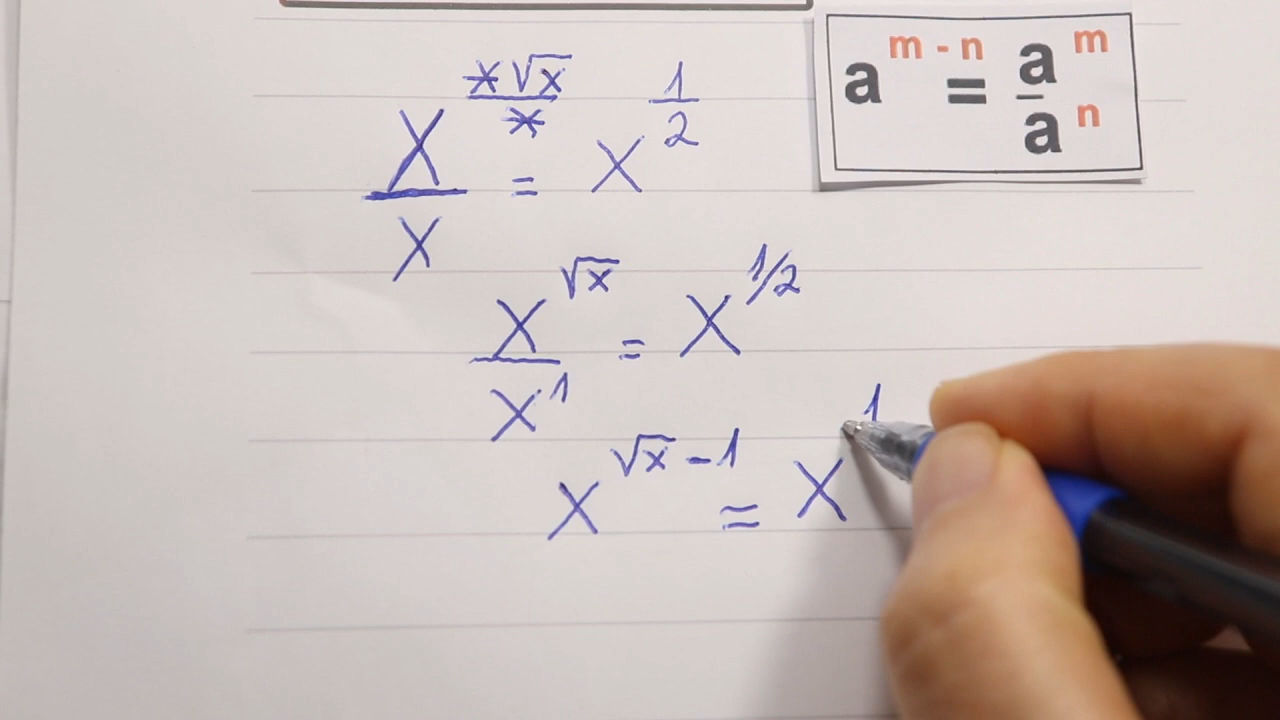 a^(m - n) = a^m / a^n
x^(x√x / x) / x = x^(1/2)
x^(√x) / x^1 = x^(1/2)
x^(√x - 1) = x^1